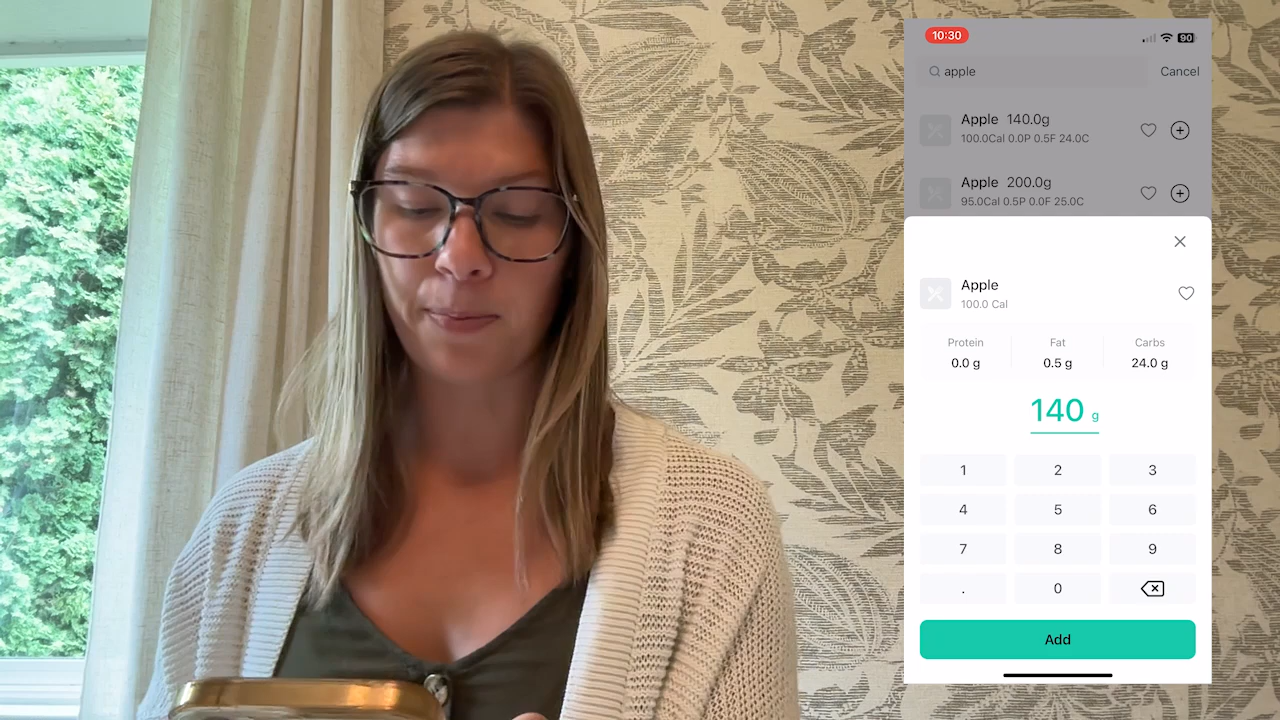 10:30
90
apple
Cancel
Apple 140.0g
100.0Cal 0.0P 0.5F 24.0C
Apple 200.0g
95.0Cal 0.5P 0.0F 25.0C
Apple
100.0 Cal
Protein Fat Carbs
0.0 g 0.5 g 24.0 g
140 g
1 2 3
4 5 6
7 8 9
. 0
Add